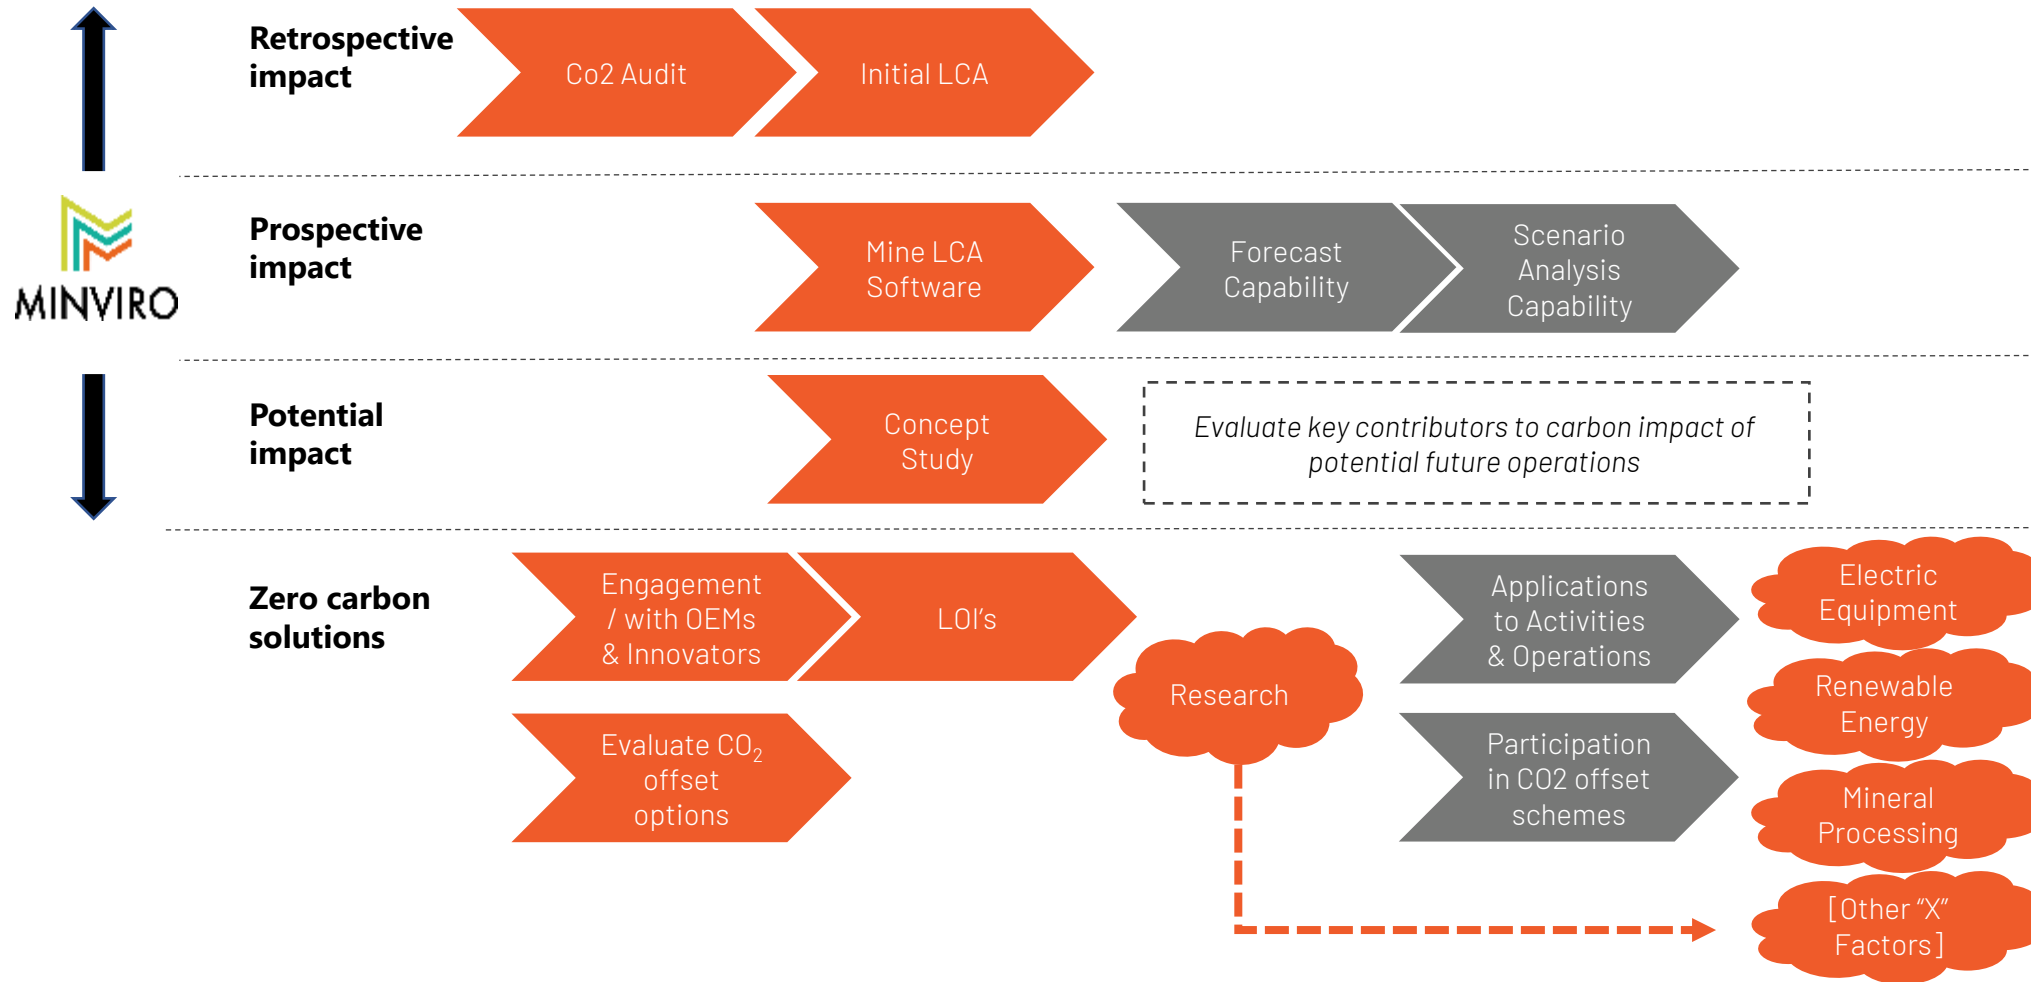 Retrospective
impact
Co2 Audit
Initial LCA
MINVIRO
Prospective
impact
Mine LCA
Software
Forecast
Capability
Scenario
Analysis
Capability
Potential
impact
Concept
Study
Evaluate key contributors to carbon impact of
potential future operations
Zero carbon
solutions
Engagement
/ with OEMs
& Innovators
LOI's
Research
Applications
to Activities
& Operations
Electric
Equipment
Renewable
Energy
Evaluate CO₂
offset
options
Participation
in CO2 offset
schemes
Mineral
Processing
[Other “X”
Factors]